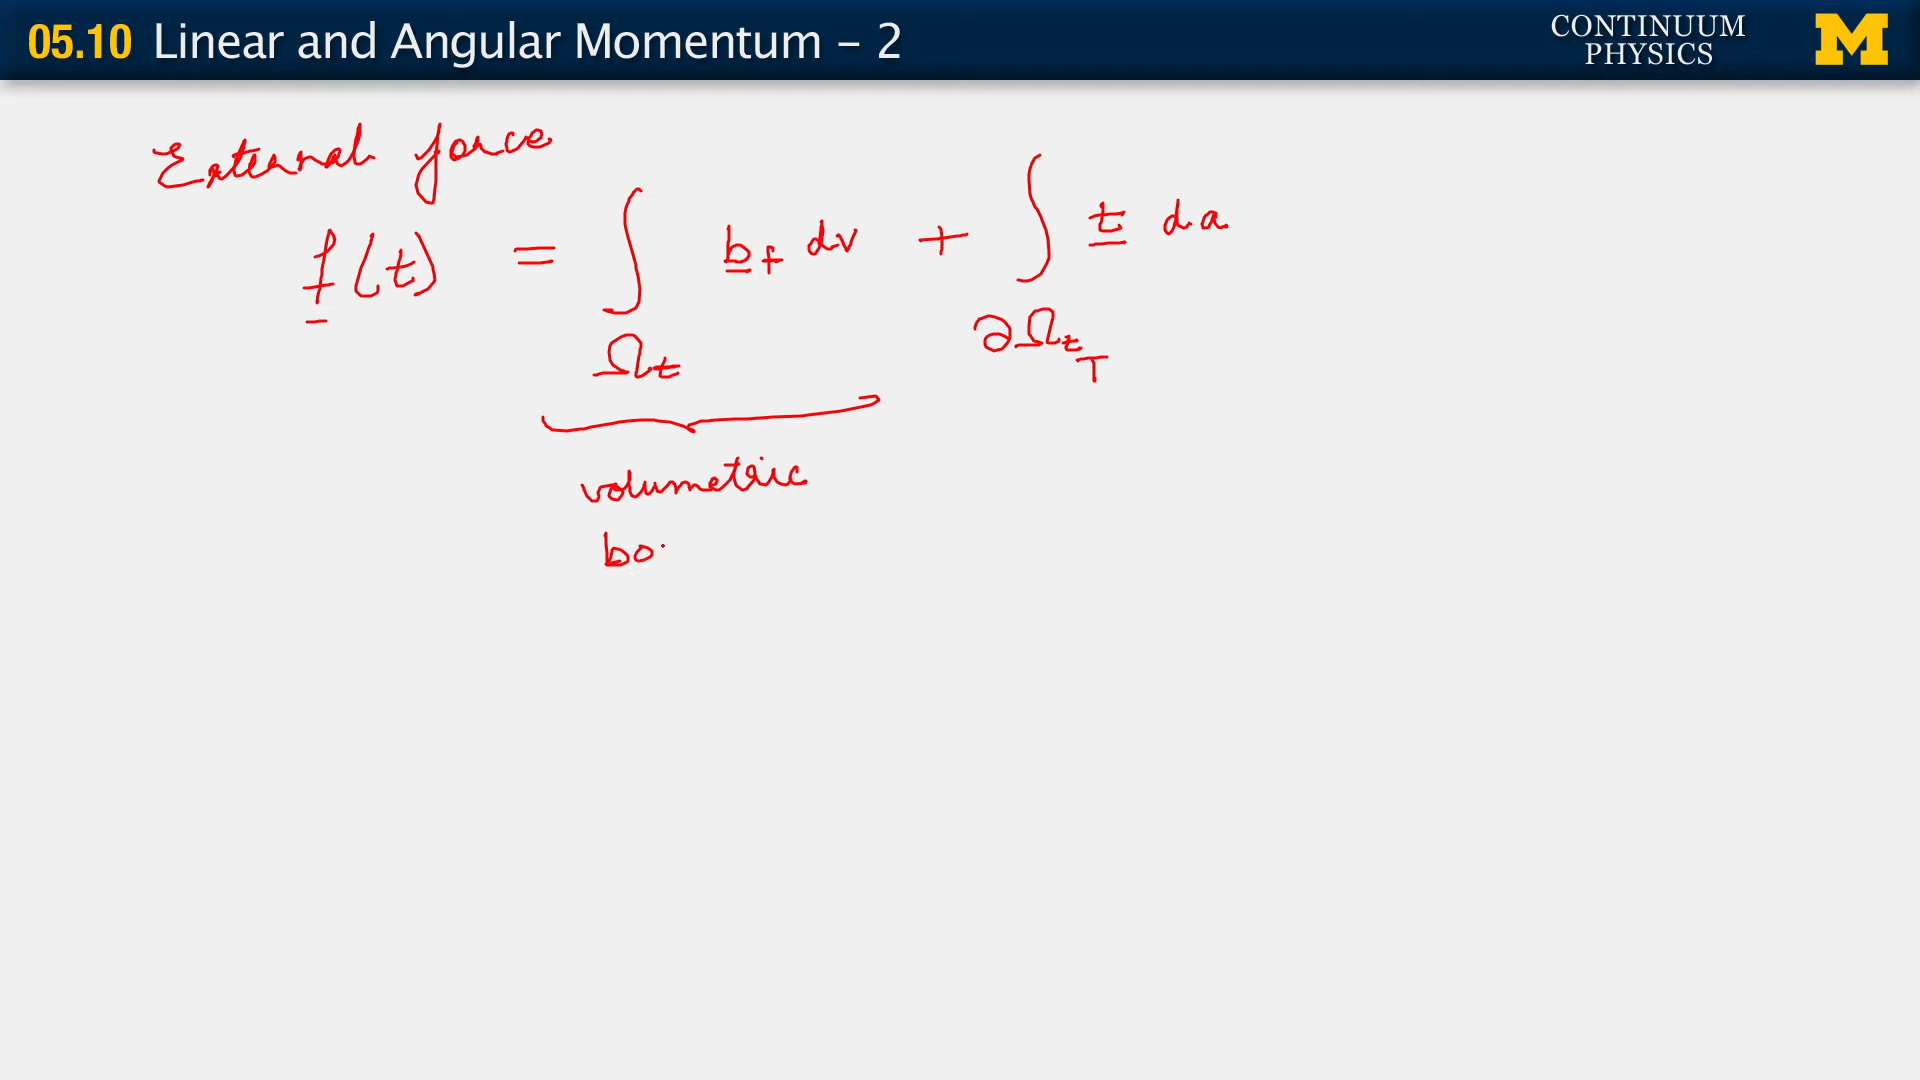 05.10 Linear and Angular Momentum – 2
CONTINUUM
PHYSICS
M
External force
f(t) = ∫ b_f dv + ∫ t da
Ω_t ∂Ω_t_T
volumetric
bo